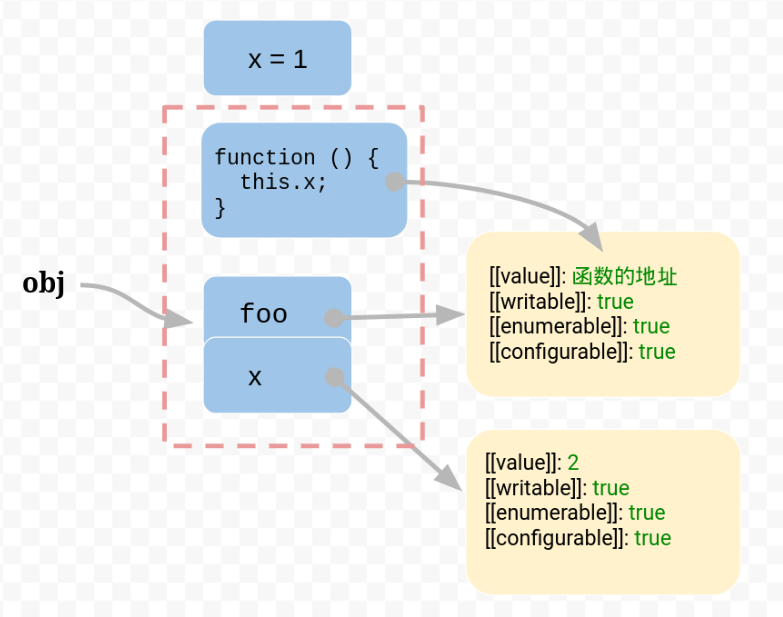 x = 1
function () {
  this.x;
}
obj
foo
x
[[value]]: 函数的地址
[[writable]]: true
[[enumerable]]: true
[[configurable]]: true
[[value]]: 2
[[writable]]: true
[[enumerable]]: true
[[configurable]]: true